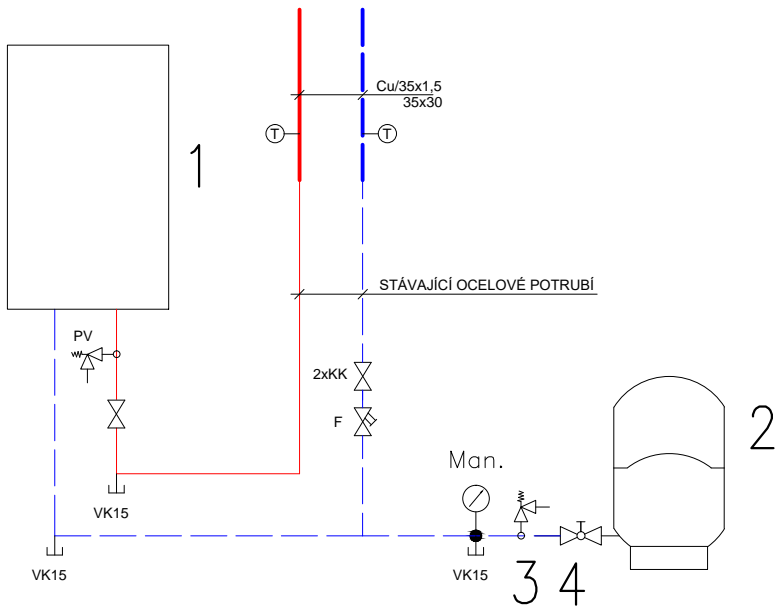 Cu/35x1,5
35x30
T
T
1
STÁVAJÍCÍ OCELOVÉ POTRUBÍ
PV
2xKK
F
2
Man.
VK15
VK15
VK15
3
4